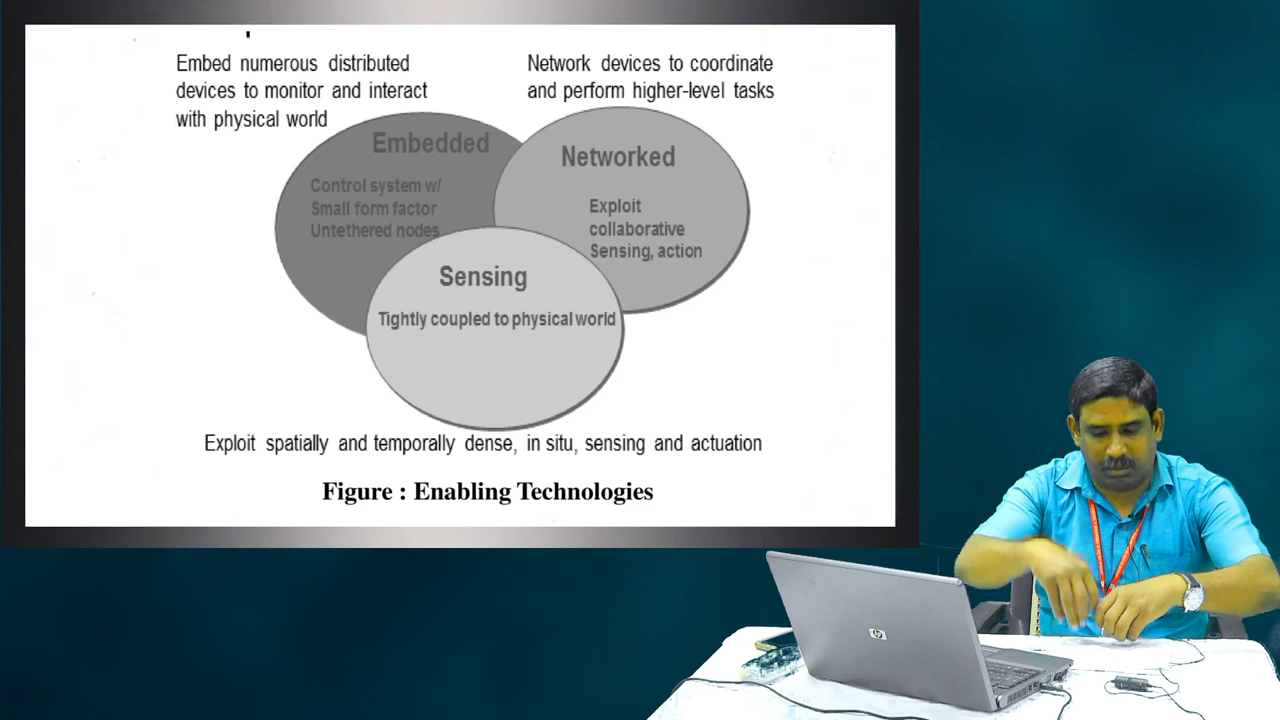 Embed numerous distributed
devices to monitor and interact
with physical world
Network devices to coordinate
and perform higher-level tasks
Embedded
Control system w/
Small form factor
Untethered nodes
Networked
Exploit
collaborative
Sensing, action
Sensing
Tightly coupled to physical world
Exploit spatially and temporally dense, in situ, sensing and actuation
Figure : Enabling Technologies
hp